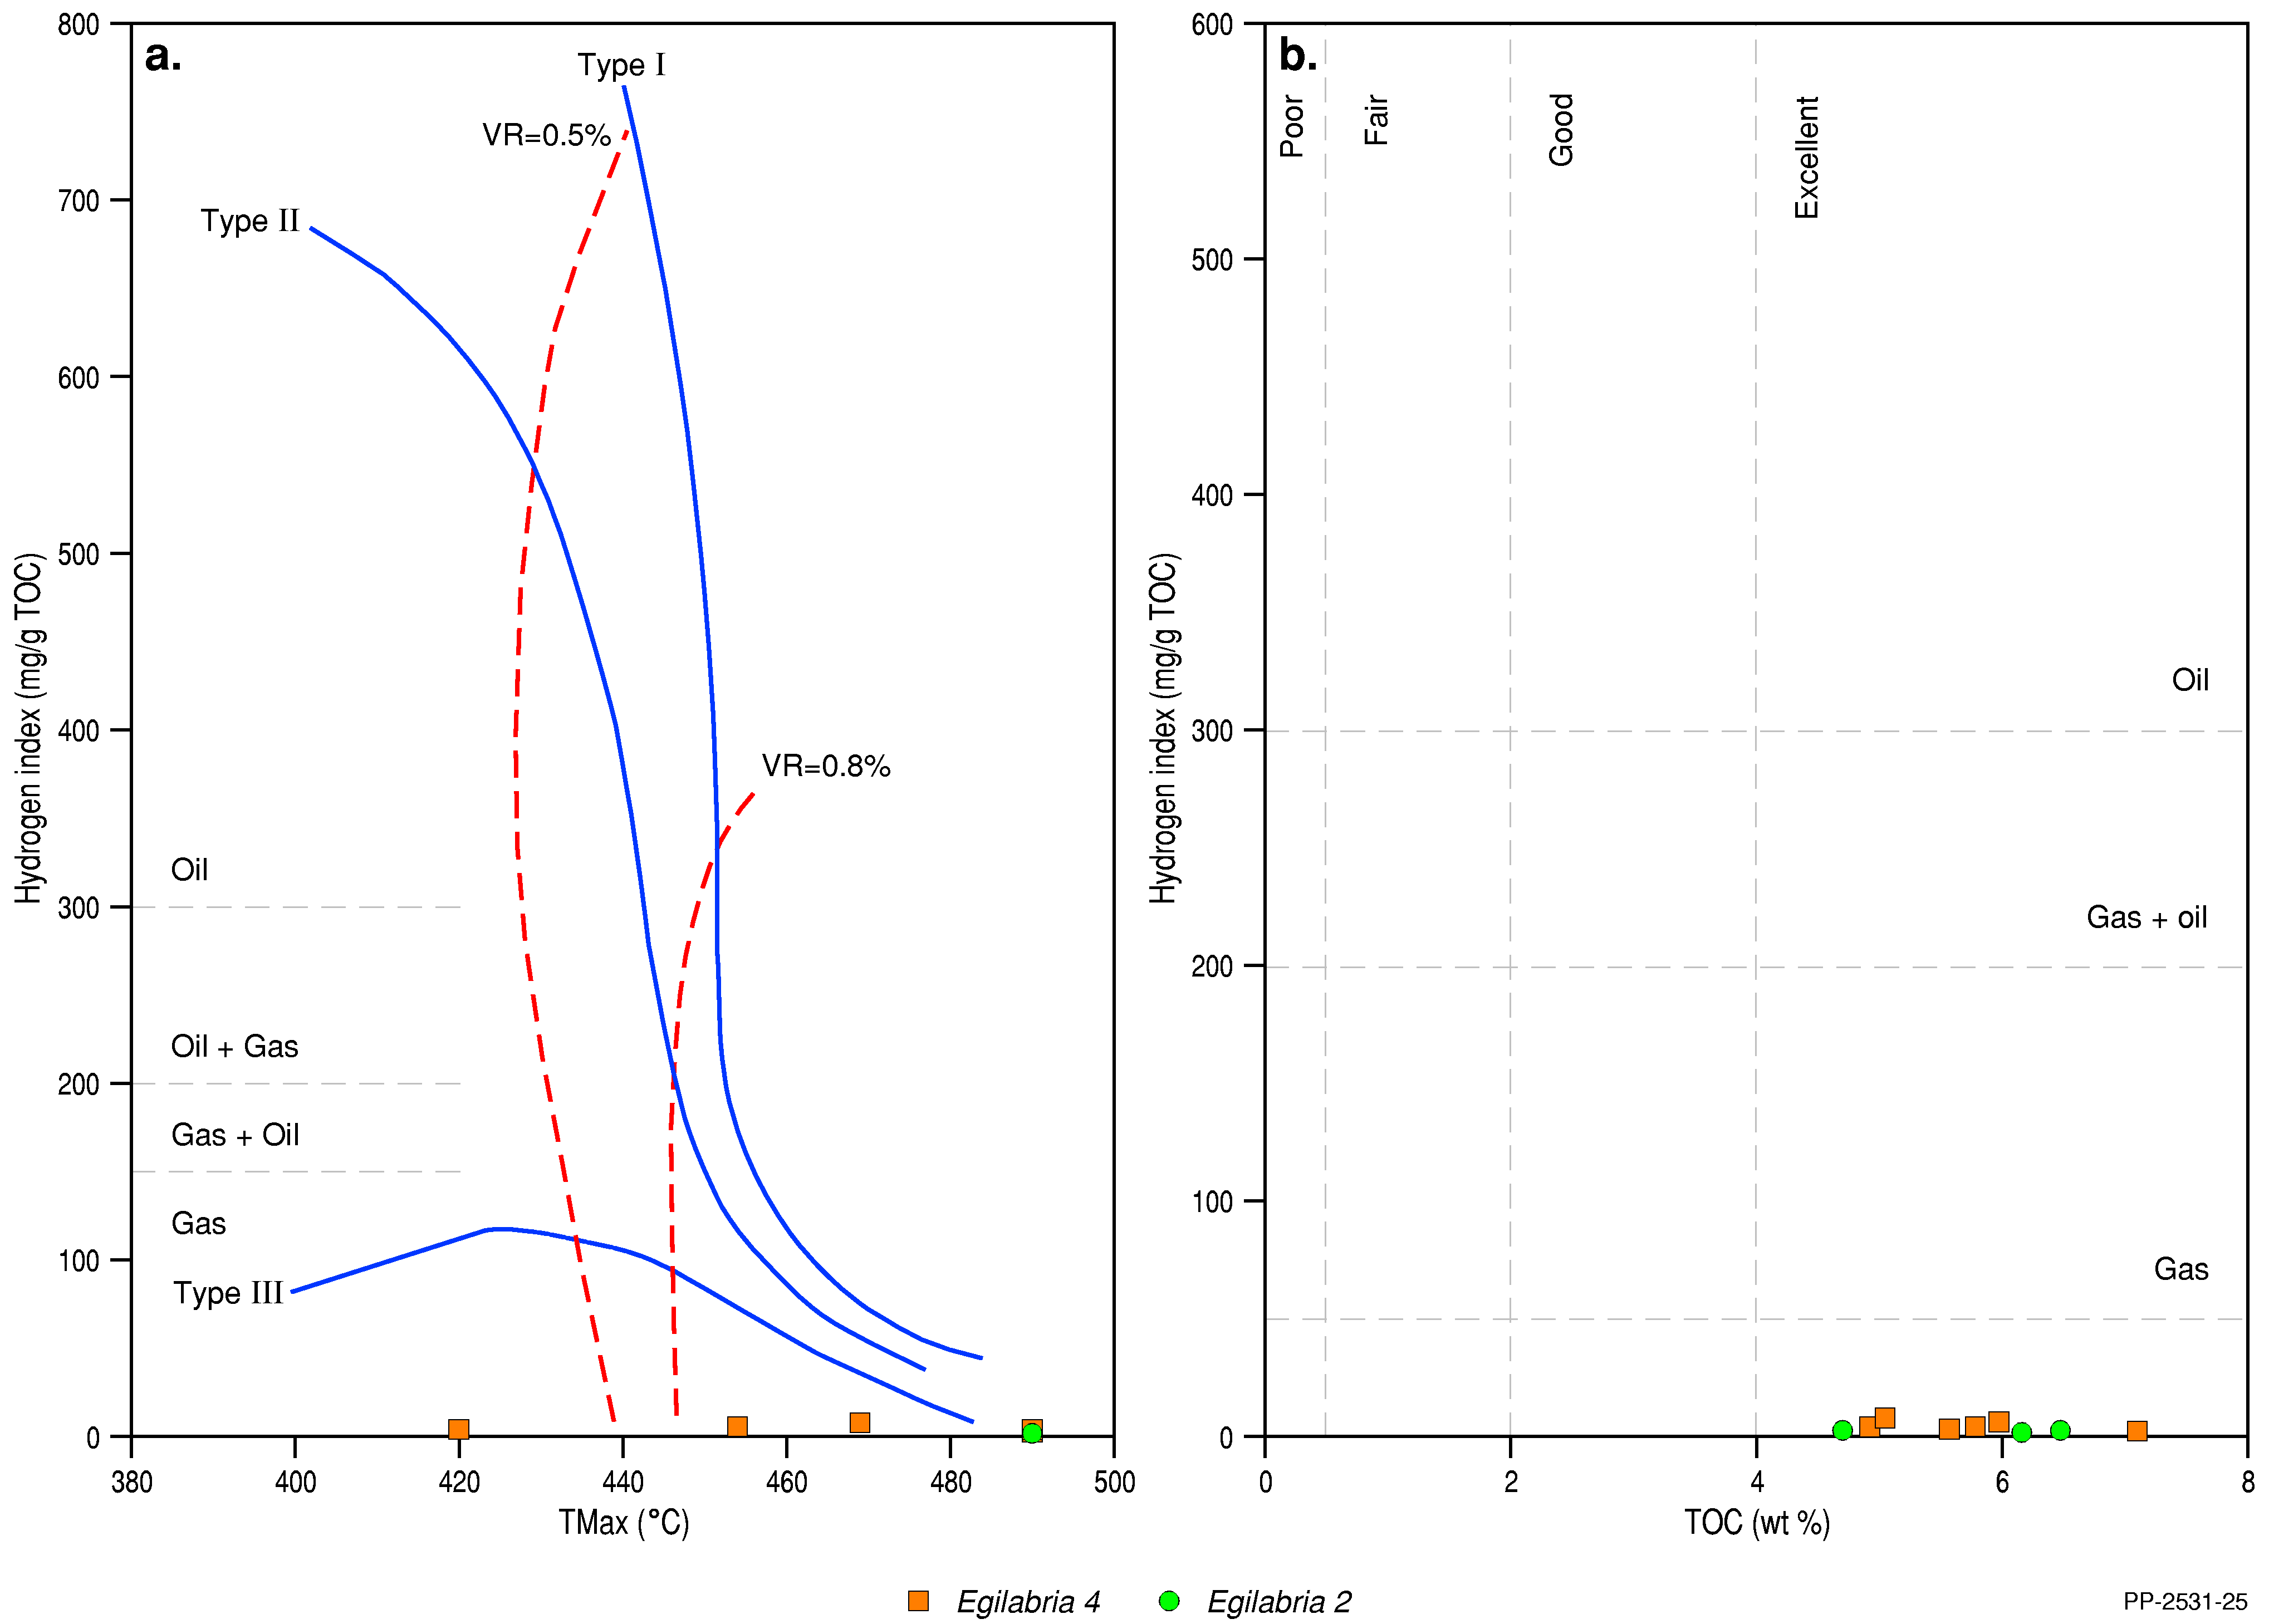 a.
Type I
VR=0.5%
Type II
VR=0.8%
Oil
Oil + Gas
Gas + Oil
Gas
Type III
800
700
600
500
400
300
200
100
0
Hydrogen index (mg/g TOC)
380
400
420
440
460
480
500
TMax (°C)
b.
Poor
Fair
Good
Excellent
Oil
Gas + oil
Gas
600
500
400
300
200
100
0
Hydrogen index (mg/g TOC)
0
2
4
6
8
TOC (wt %)
Egilabria 4
Egilabria 2
PP-2531-25